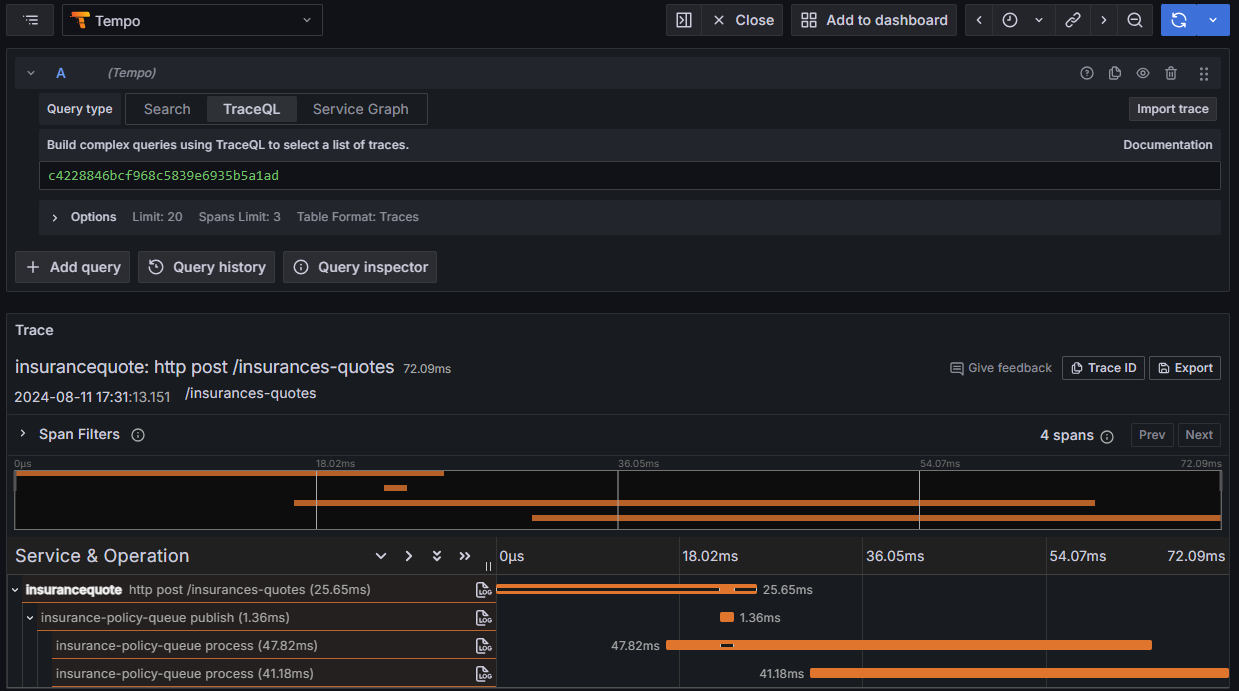 Tempo
Close
Add to dashboard
A (Tempo)
Query type Search TraceQL Service Graph Import trace
Build complex queries using TraceQL to select a list of traces. Documentation
c4228846bcf968c5839e6935b5a1ad
Options Limit: 20 Spans Limit: 3 Table Format: Traces
Add query Query history Query inspector
Trace
insurancequote: http post /insurances-quotes 72.09ms
Give feedback Trace ID Export
2024-08-11 17:31:13.151 /insurances-quotes
Span Filters 4 spans Prev Next
0μs 18.02ms 36.05ms 54.07ms 72.09ms
Service & Operation 0μs 18.02ms 36.05ms 54.07ms 72.09ms
insurancequote http post /insurances-quotes (25.65ms) LOG 25.65ms
insurance-policy-queue publish (1.36ms) LOG 1.36ms
insurance-policy-queue process (47.82ms) LOG 47.82ms
insurance-policy-queue process (41.18ms) LOG 41.18ms